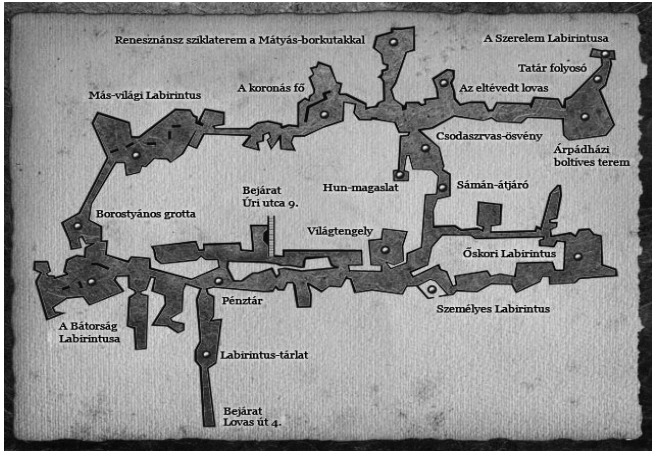 Renesznánsz sziklaterem a Mátyás-borkutakkal
A Szerelem Labirintusa
Tatár folyosó
Az eltévedt lovas
A koronás fő
Más-világi Labirintus
Csodaszrvas-ösvény
Árpádházi
boltíves terem
Hun-magaslat
Sámán-átjáró
Bejárat
Úri utca 9.
Borostyános grotta
Világtengely
Őskori Labirintus
Pénztár
Személyes Labirintus
A Bátorság
Labirintusa
Labirintus-tárlat
Bejárat
Lovas út 4.